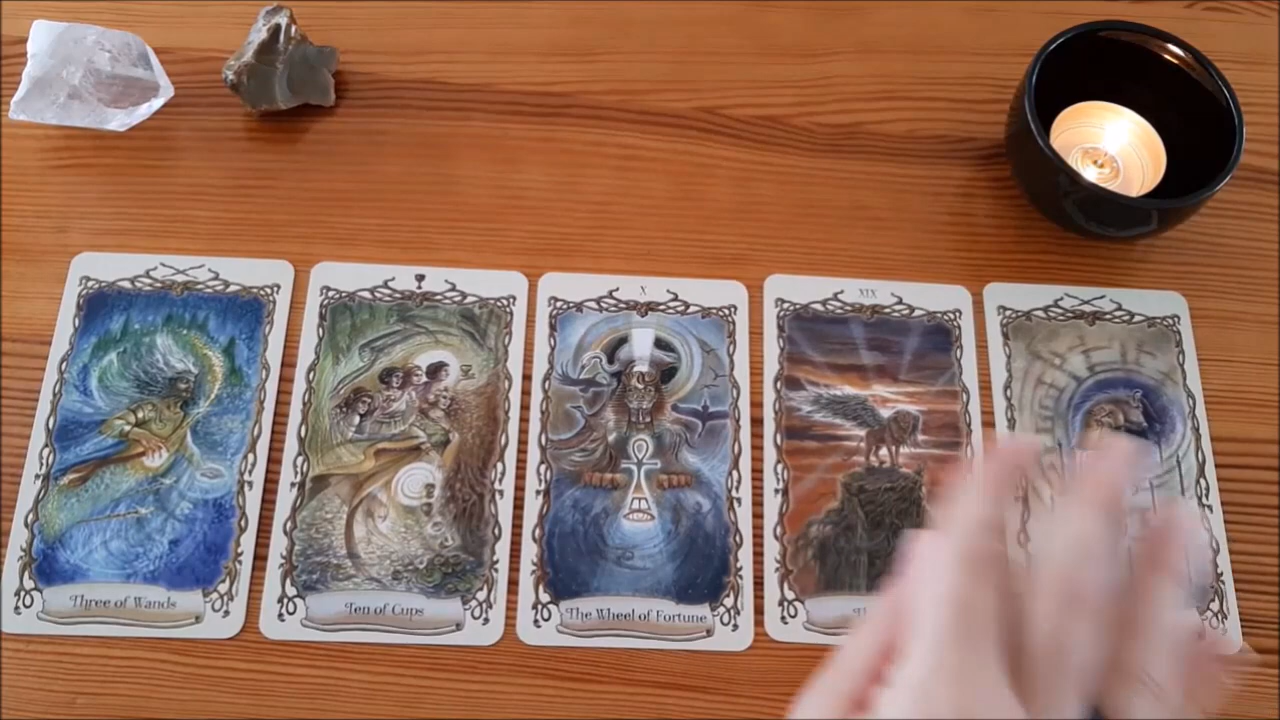 Three of Wands
Ten of Cups
X
The Wheel of Fortune
XIX